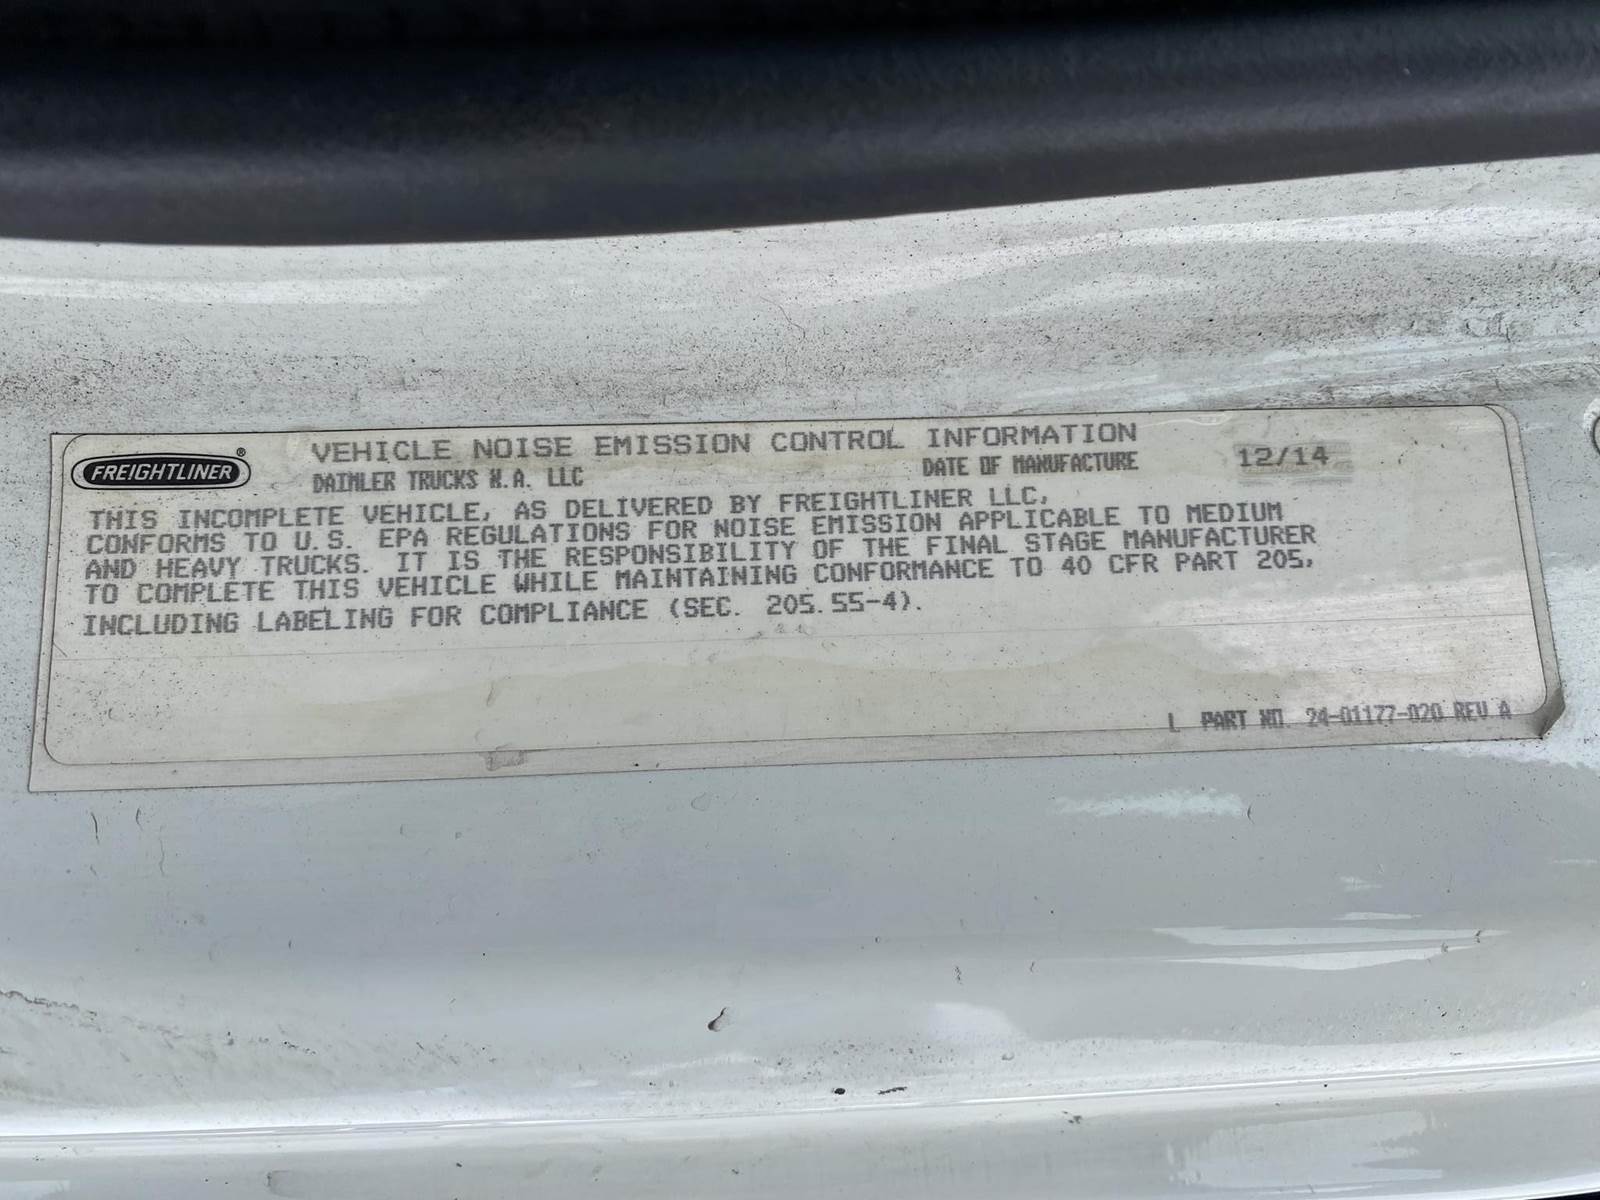 FREIGHTLINER®
VEHICLE NOISE EMISSION CONTROL INFORMATION
DAIMLER TRUCKS N.A. LLC DATE OF MANUFACTURE 12/14
THIS INCOMPLETE VEHICLE, AS DELIVERED BY FREIGHTLINER LLC,
CONFORMS TO U.S. EPA REGULATIONS FOR NOISE EMISSION APPLICABLE TO MEDIUM
AND HEAVY TRUCKS. IT IS THE RESPONSIBILITY OF THE FINAL STAGE MANUFACTURER
TO COMPLETE THIS VEHICLE WHILE MAINTAINING CONFORMANCE TO 40 CFR PART 205,
INCLUDING LABELING FOR COMPLIANCE (SEC. 205.55-4).
L PART NO. 24-01177-020 REV A